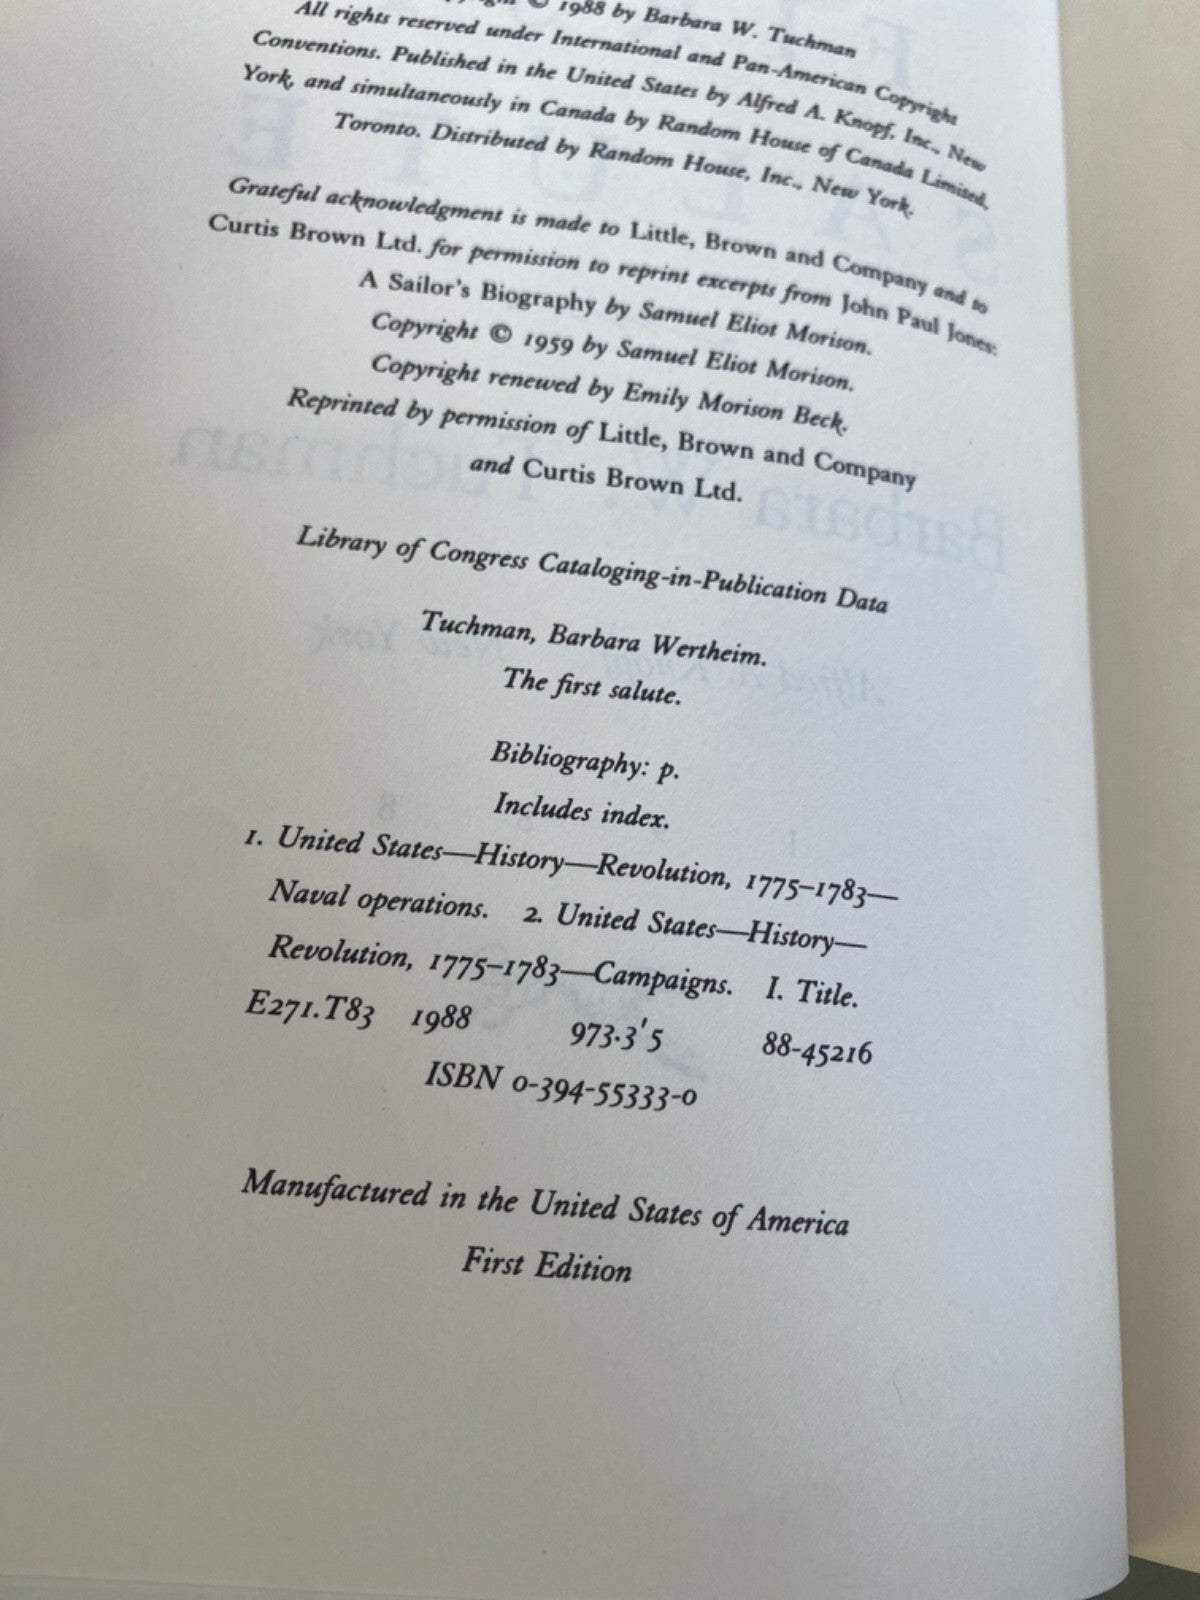 © 1988 by Barbara W. Tuchman
All rights reserved under International and Pan-American Copyright
Conventions. Published in the United States by Alfred A. Knopf, Inc., New
York, and simultaneously in Canada by Random House of Canada Limited,
Toronto. Distributed by Random House, Inc., New York.
Grateful acknowledgment is made to Little, Brown and Company and to
Curtis Brown Ltd. for permission to reprint excerpts from John Paul Jones:
A Sailor's Biography by Samuel Eliot Morison.
Copyright © 1959 by Samuel Eliot Morison.
Copyright renewed by Emily Morison Beck.
Reprinted by permission of Little, Brown and Company
and Curtis Brown Ltd.
Library of Congress Cataloging-in-Publication Data
Tuchman, Barbara Wertheim.
The first salute.
Bibliography: p.
Includes index.
1. United States—History—Revolution, 1775–1783—
Naval operations. 2. United States—History—
Revolution, 1775–1783—Campaigns. I. Title.
E271.T83 1988 973.3'5 88-45216
ISBN 0-394-55333-0
Manufactured in the United States of America
First Edition